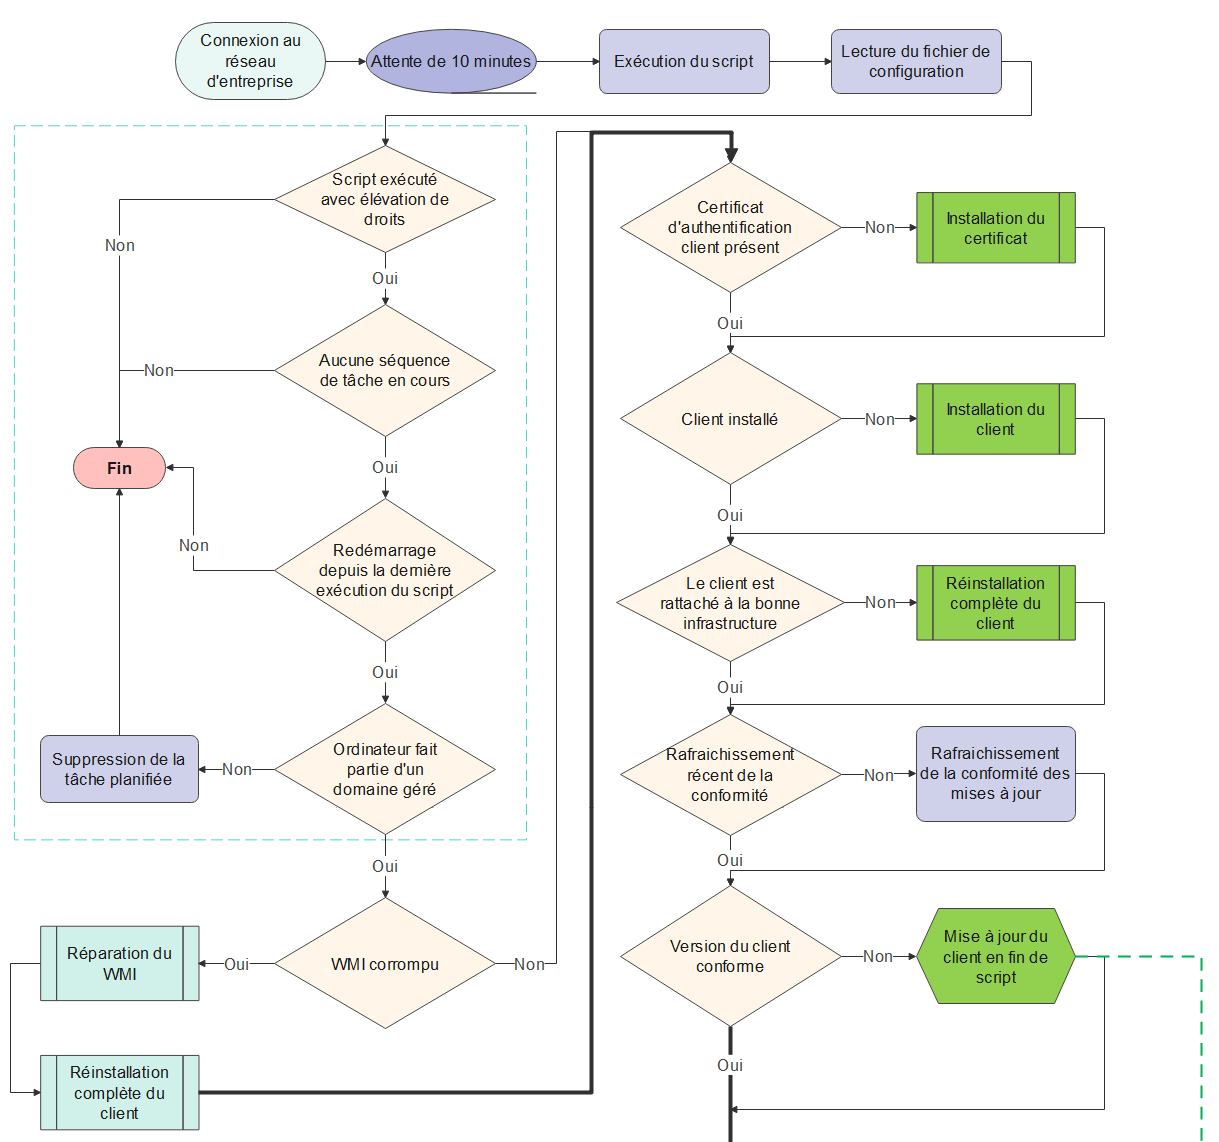 Connexion au
réseau
d'entreprise
Attente de 10 minutes
Exécution du script
Lecture du fichier de
configuration
Script exécuté
avec élévation de
droits
Non
Oui
Aucune séquence
de tâche en cours
Non
Oui
Fin
Redémarrage
depuis la dernière
exécution du script
Non
Oui
Ordinateur fait
partie d'un
domaine géré
Non
Suppression de la
tâche planifiée
Oui
WMI corrompu
Oui
Non
Réparation du
WMI
Réinstallation
complète du
client
Certificat
d'authentification
client présent
Non
Installation du
certificat
Oui
Client installé
Non
Installation du
client
Oui
Le client est
rattaché à la bonne
infrastructure
Non
Réinstallation
complète du
client
Oui
Rafraichissement
récent de la
conformité
Non
Rafraichissement
de la conformité des
mises à jour
Oui
Version du client
conforme
Non
Mise à jour du
client en fin de
script
Oui